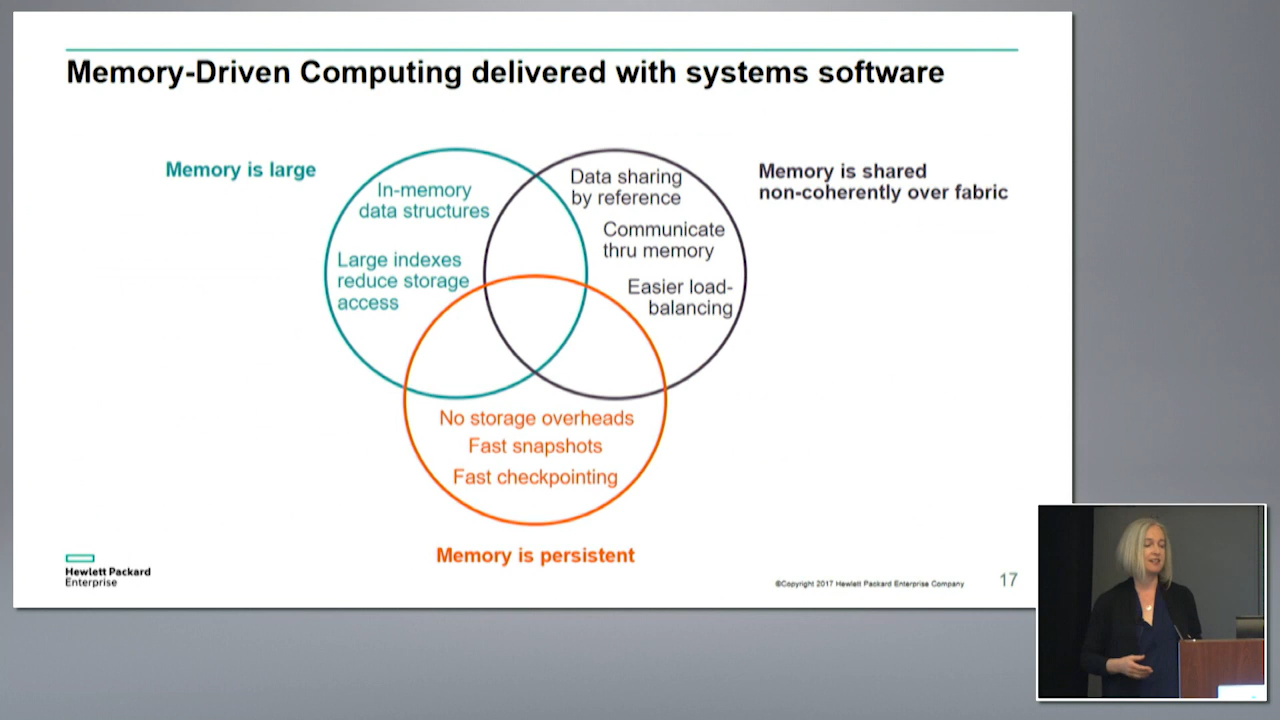 Memory-Driven Computing delivered with systems software
Memory is large
In-memory
data structures
Large indexes
reduce storage
access
Data sharing
by reference
Communicate
thru memory
Easier load-
balancing
Memory is shared
non-coherently over fabric
No storage overheads
Fast snapshots
Fast checkpointing
Memory is persistent
Hewlett Packard
Enterprise
©Copyright 2017 Hewlett Packard Enterprise Company
17